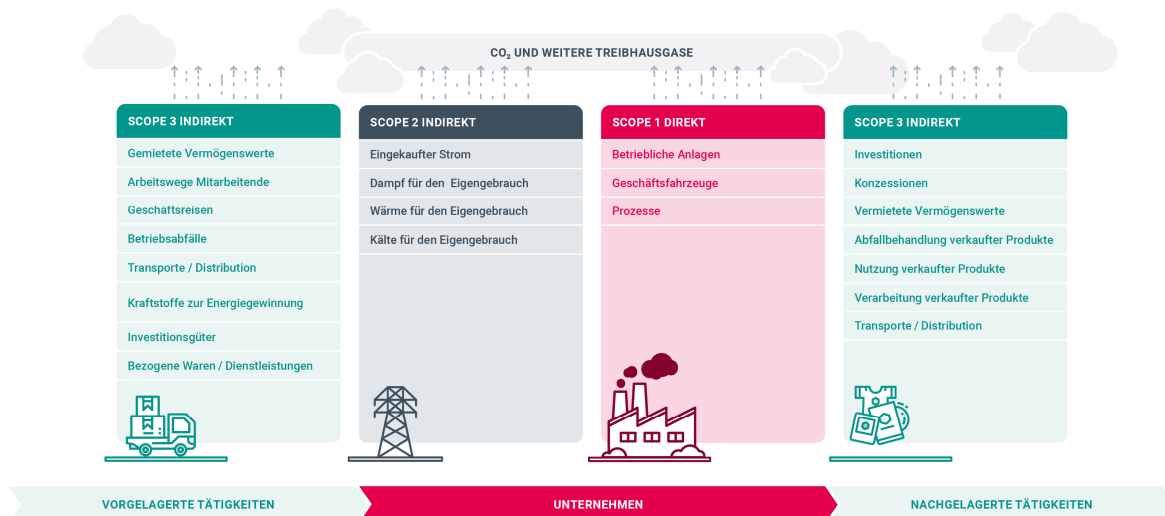 CO₂ UND WEITERE TREIBHAUSGASE
SCOPE 3 INDIREKT
Gemietete Vermögenswerte
Arbeitswege Mitarbeitende
Geschäftsreisen
Betriebsabfälle
Transporte / Distribution
Kraftstoffe zur Energiegewinnung
Investitionsgüter
Bezogene Waren / Dienstleistungen
SCOPE 2 INDIREKT
Eingekaufter Strom
Dampf für den Eigengebrauch
Wärme für den Eigengebrauch
Kälte für den Eigengebrauch
SCOPE 1 DIREKT
Betriebliche Anlagen
Geschäftsfahrzeuge
Prozesse
SCOPE 3 INDIREKT
Investitionen
Konzessionen
Vermietete Vermögenswerte
Abfallbehandlung verkaufter Produkte
Nutzung verkaufter Produkte
Verarbeitung verkaufter Produkte
Transporte / Distribution
VORGELAGERTE TÄTIGKEITEN
UNTERNEHMEN
NACHGELAGERTE TÄTIGKEITEN